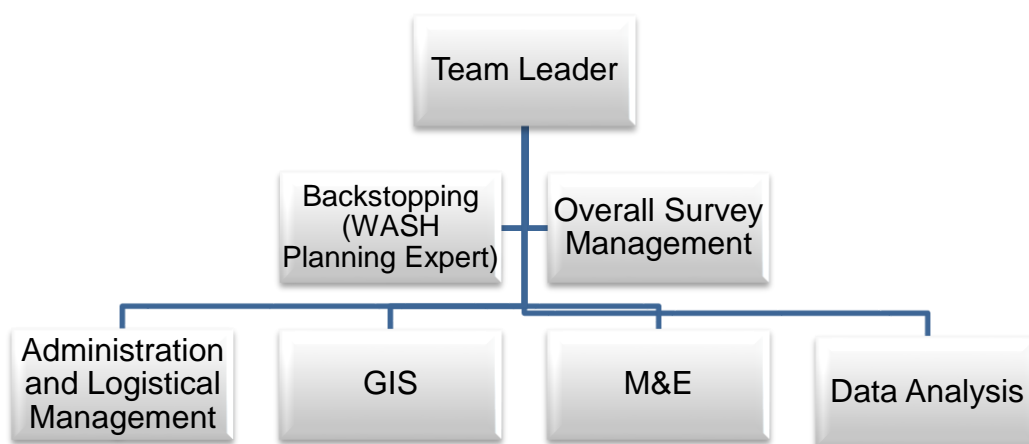 Team Leader
Backstopping
(WASH
Planning Expert)
Overall Survey
Management
Administration
and Logistical
Management
GIS
M&E
Data Analysis